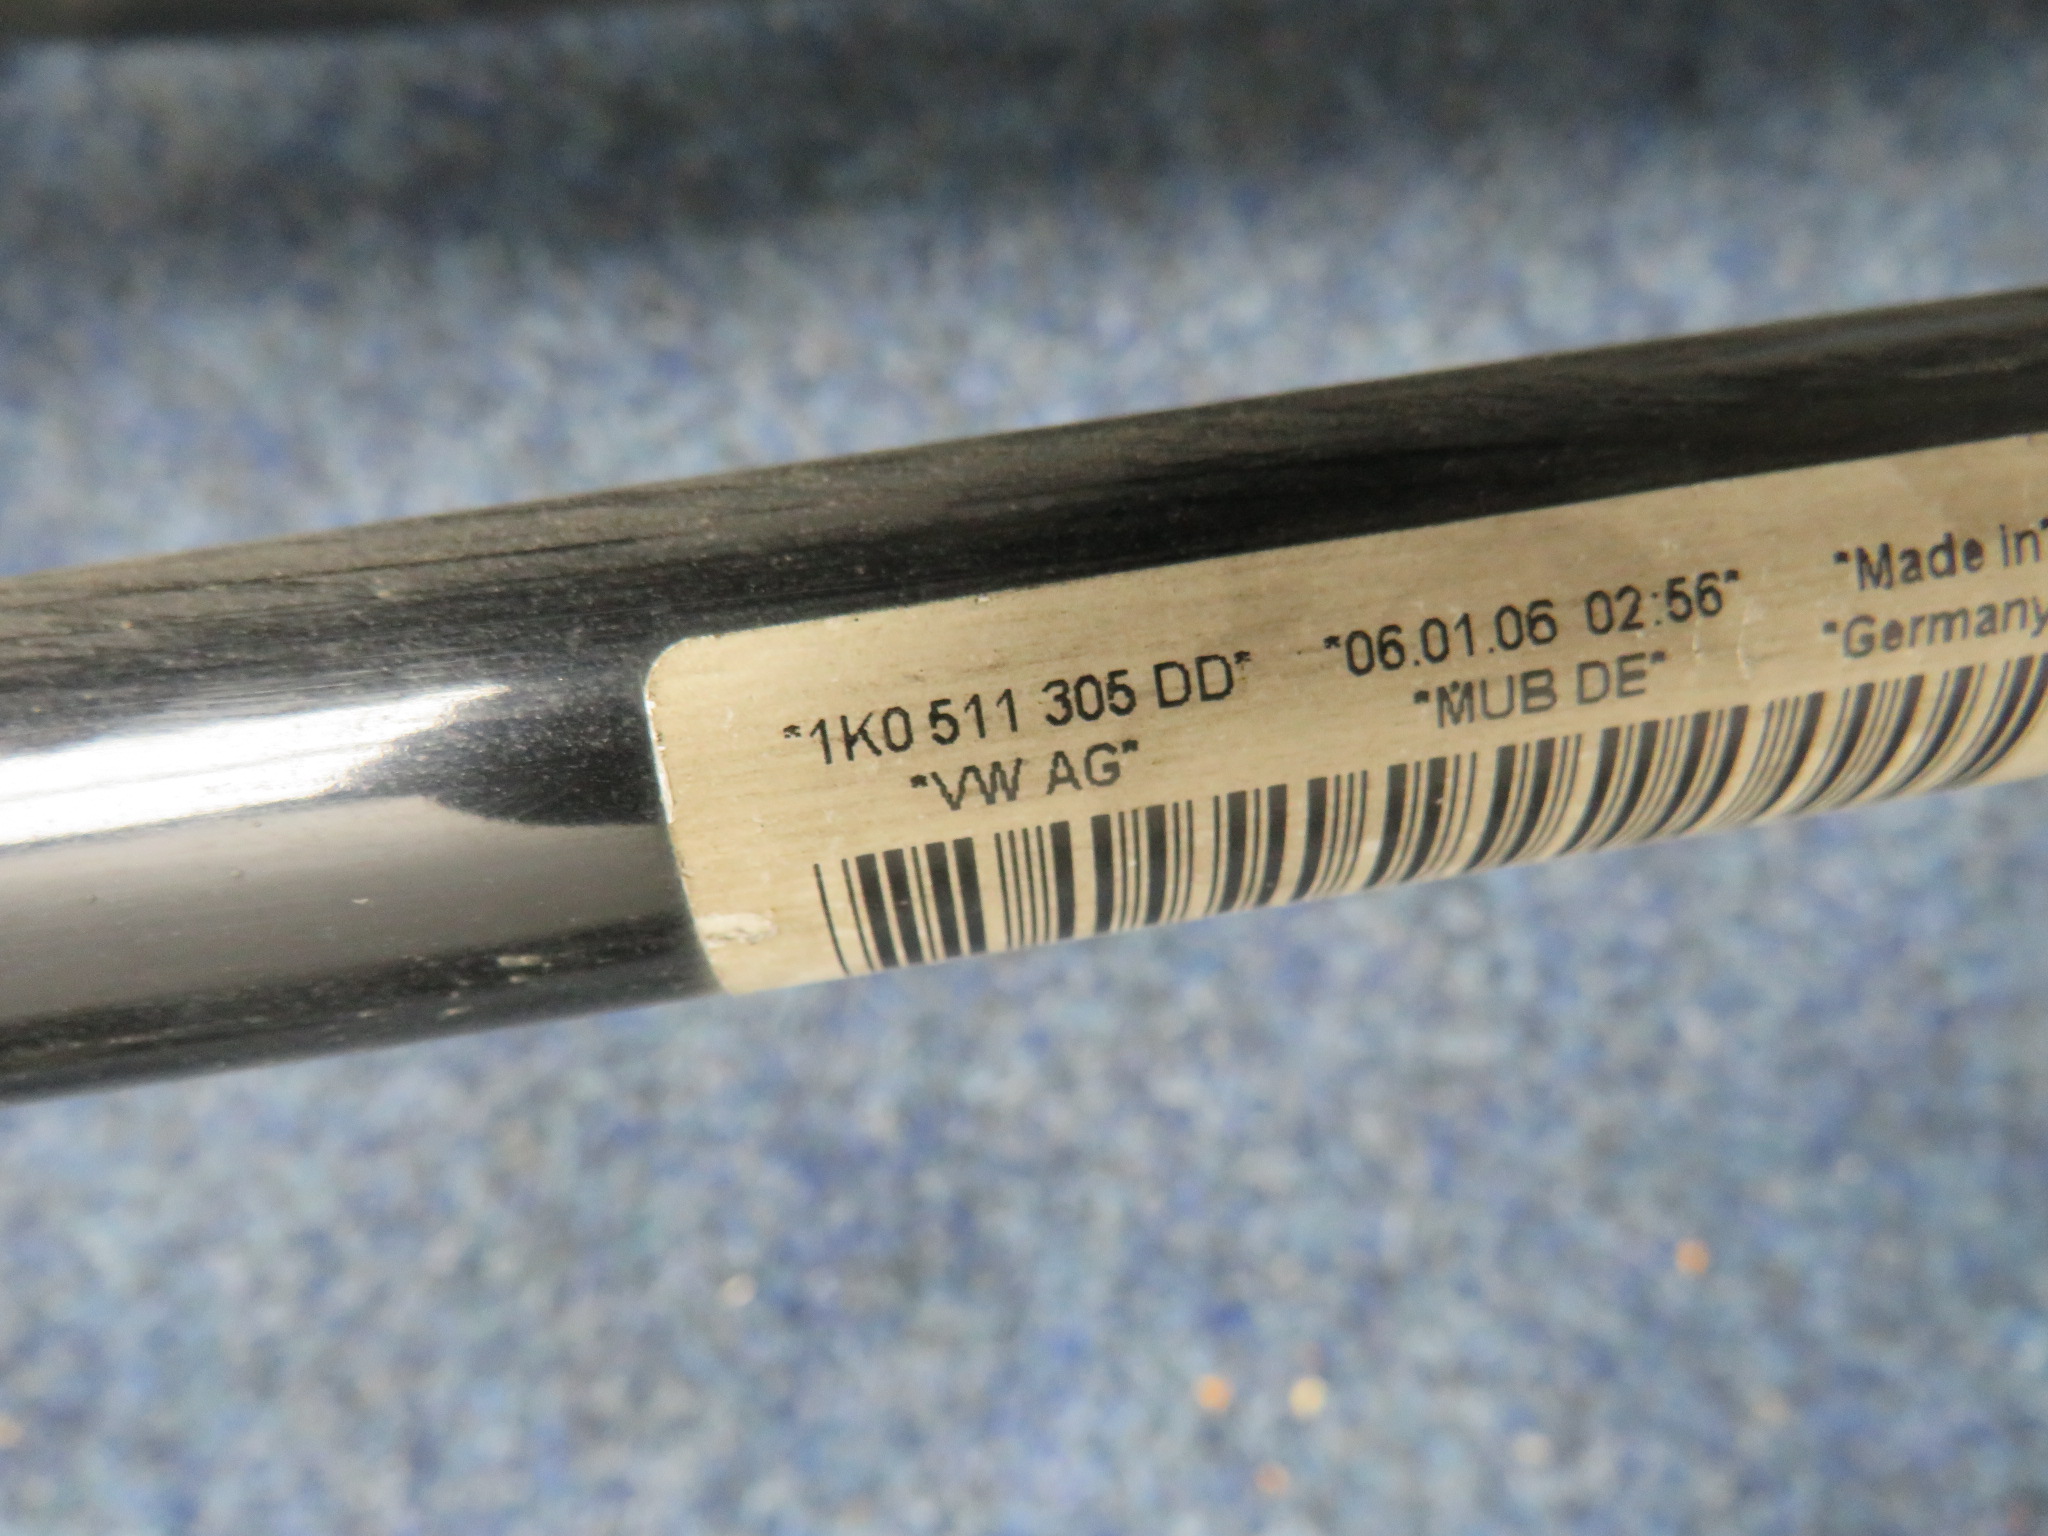 *1K0 511 305 DD* *06.01.06 02:56* *Made in*
*VW AG* *MUB DE* *Germany